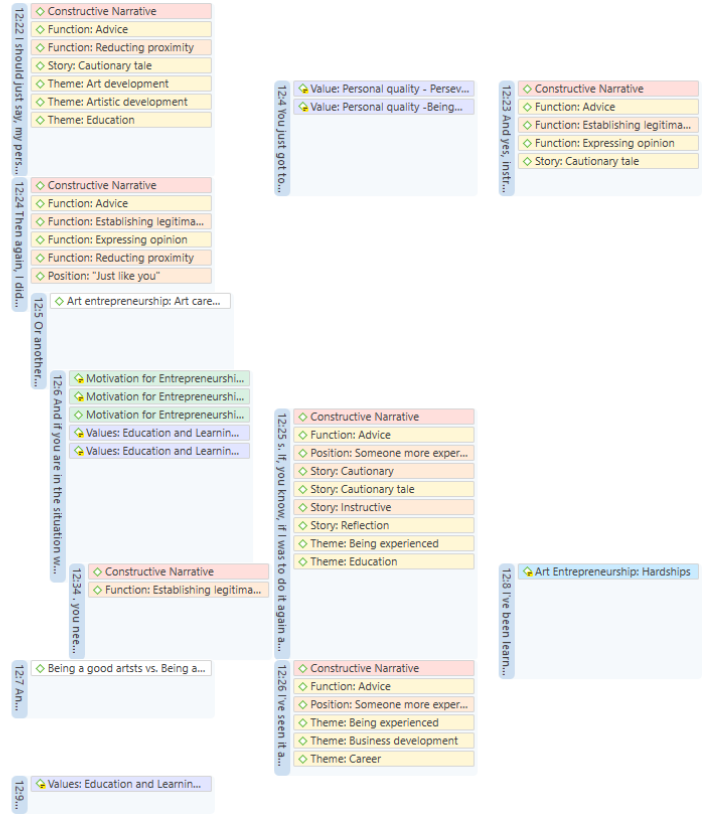 12:22 I should just say, my pers...
Constructive Narrative
Function: Advice
Function: Reducting proximity
Story: Cautionary tale
Theme: Art development
Theme: Artistic development
Theme: Education
12:4 You just got to...
Value: Personal quality - Persev...
Value: Personal quality -Being...
12:23 And yes, instr...
Constructive Narrative
Function: Advice
Function: Establishing legitima...
Function: Expressing opinion
Story: Cautionary tale
12:24 Then again, I did...
Constructive Narrative
Function: Advice
Function: Establishing legitima...
Function: Expressing opinion
Function: Reducting proximity
Position: "Just like you"
12:5 Or another...
Art entrepreneurship: Art care...
12:6 And if you are in the situation w...
Motivation for Entrepreneurshi...
Motivation for Entrepreneurshi...
Motivation for Entrepreneurshi...
Values: Education and Learnin...
Values: Education and Learnin...
12:25 s. If, you know, if I was to do it again a...
Constructive Narrative
Function: Advice
Position: Someone more exper...
Story: Cautionary
Story: Cautionary tale
Story: Instructive
Story: Reflection
Theme: Being experienced
Theme: Education
12:34 . you nee...
Constructive Narrative
Function: Establishing legitima...
12:8 I've been learn...
Art Entrepreneurship: Hardships
12:7 An...
Being a good artsts vs. Being a...
12:26 I've seen it a...
Constructive Narrative
Function: Advice
Position: Someone more exper...
Theme: Being experienced
Theme: Business development
Theme: Career
12:9...
Values: Education and Learnin...